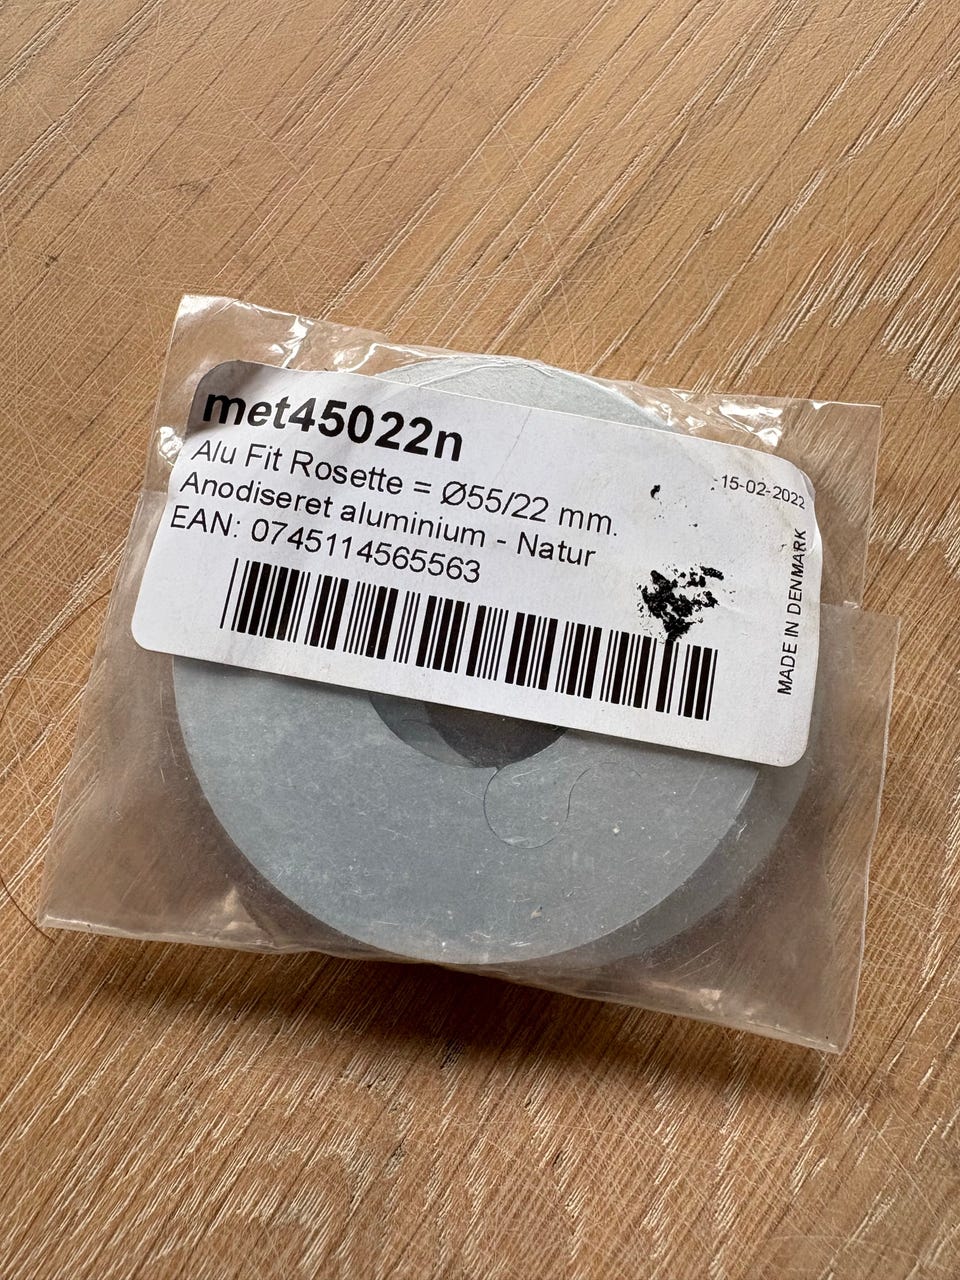 met45022n
Alu Fit Rosette = Ø55/22 mm.
Anodiseret aluminium - Natur
EAN: 0745114565563
15-02-2022
MADE IN DENMARK